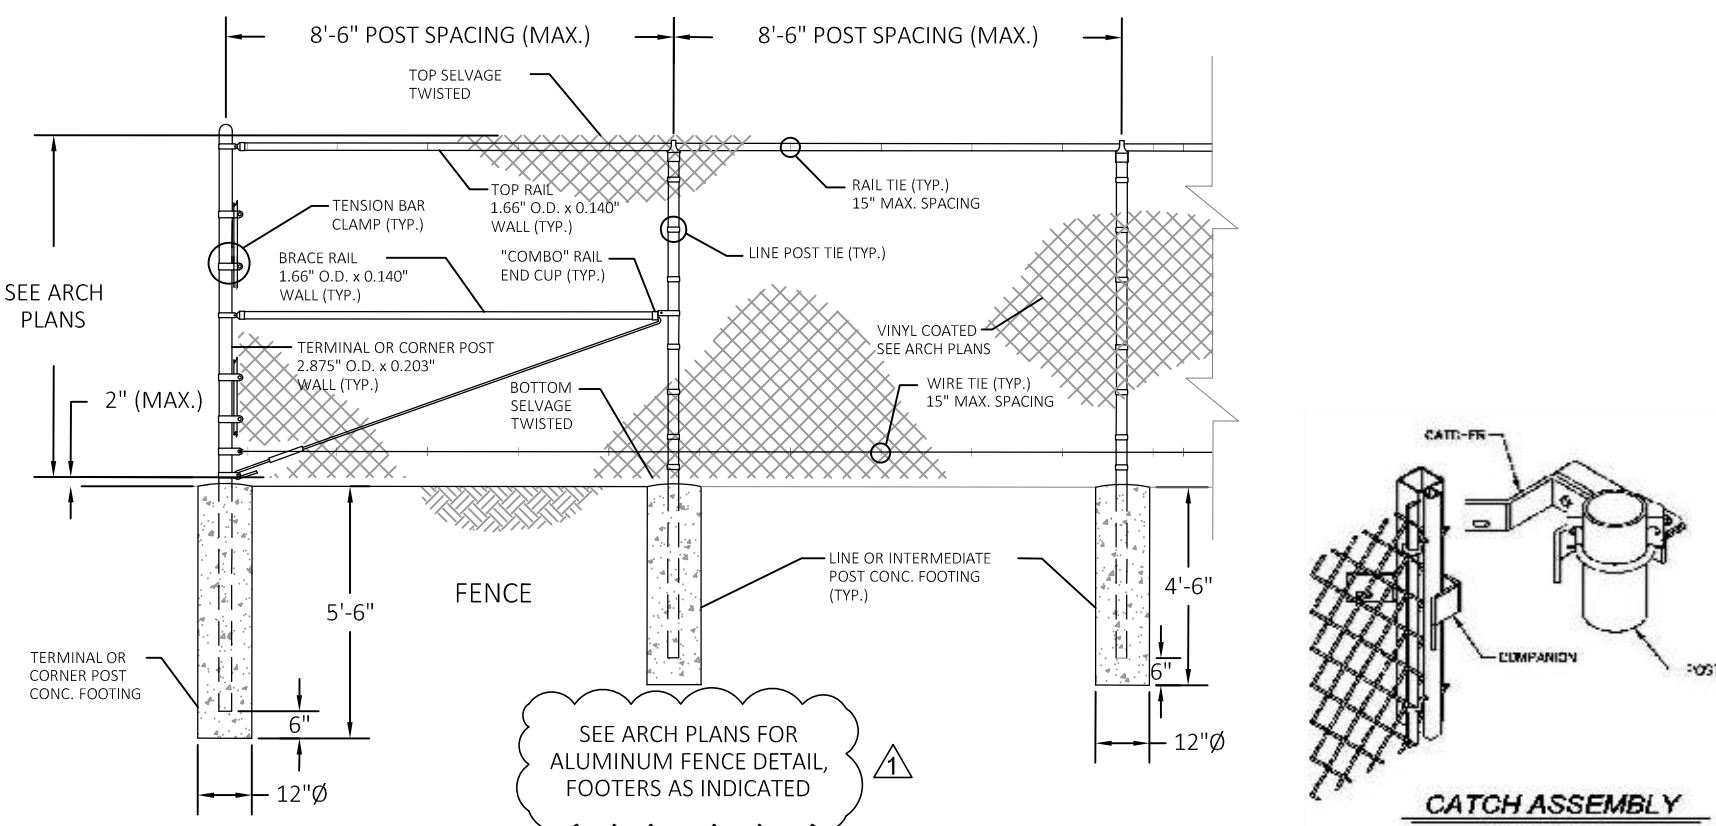 8'-6" POST SPACING (MAX.)
8'-6" POST SPACING (MAX.)
TOP SELVAGE
TWISTED
TOP RAIL
1.66" O.D. x 0.140"
WALL (TYP.)
RAIL TIE (TYP.)
15" MAX. SPACING
TENSION BAR
CLAMP (TYP.)
BRACE RAIL
1.66" O.D. x 0.140"
WALL (TYP.)
"COMBO" RAIL
END CUP (TYP.)
LINE POST TIE (TYP.)
SEE ARCH
PLANS
VINYL COATED
SEE ARCH PLANS
TERMINAL OR CORNER POST
2.875" O.D. x 0.203"
WALL (TYP.)
2" (MAX.)
BOTTOM
SELVAGE
TWISTED
WIRE TIE (TYP.)
15" MAX. SPACING
FENCE
5'-6"
LINE OR INTERMEDIATE
POST CONC. FOOTING
(TYP.)
4'-6"
6"
TERMINAL OR
CORNER POST
CONC. FOOTING
6"
12"Ø
12"Ø
SEE ARCH PLANS FOR
ALUMINUM FENCE DETAIL,
FOOTERS AS INDICATED
1
COMPANION
POST
CATCH ASSEMBLY